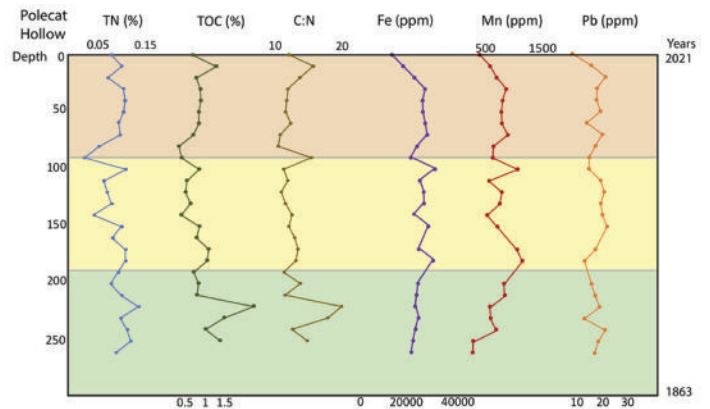 Polecat
Hollow
TN (%) TOC (%) C:N Fe (ppm) Mn (ppm) Pb (ppm)
0.05 0.15 10 20 500 1500
Depth Years
0 2021
50
100
150
200
250
1863
0.5 1 1.5 0 20000 40000 10 20 30